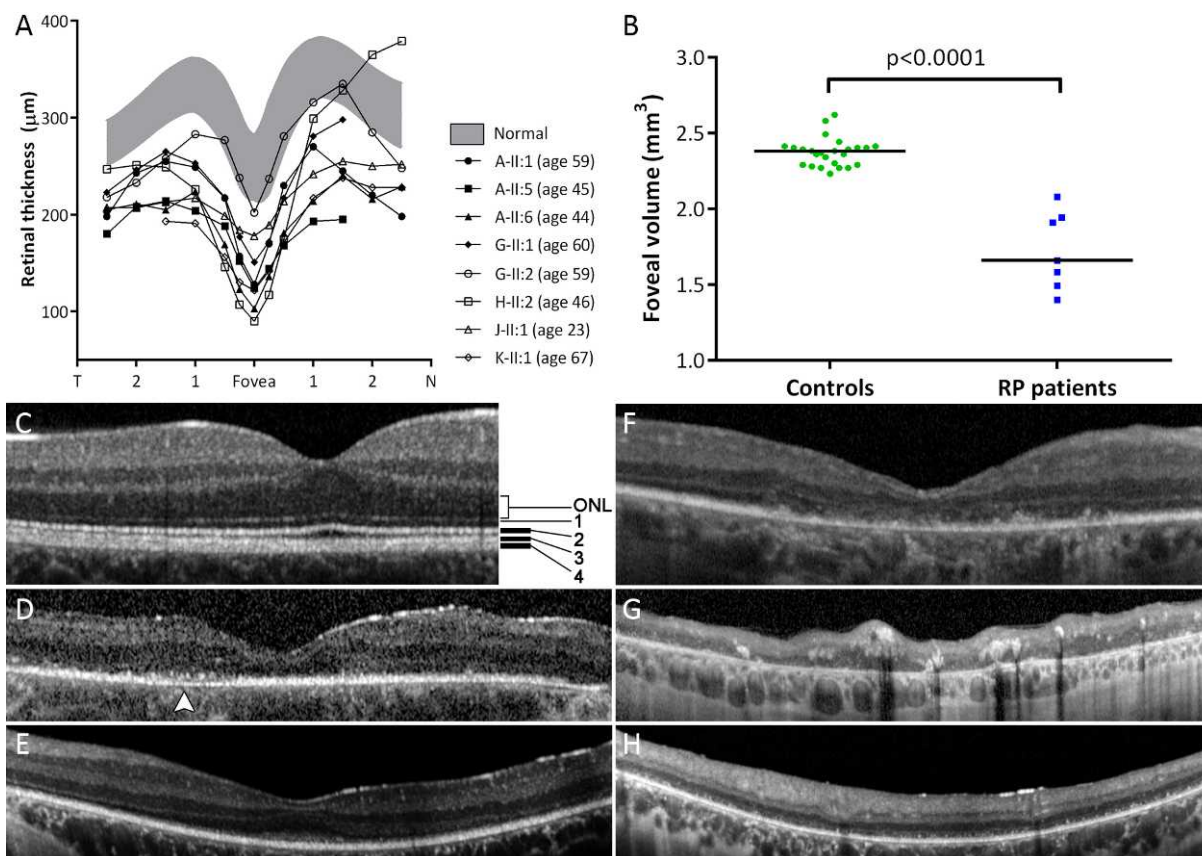 A
400
300
200
100
Retinal thickness (μm)
T
2
1
Fovea
1
2
N
Normal
A-II:1 (age 59)
A-II:5 (age 45)
A-II:6 (age 44)
G-II:1 (age 60)
G-II:2 (age 59)
H-II:2 (age 46)
J-II:1 (age 23)
K-II:1 (age 67)
B
p<0.0001
3.0
2.5
2.0
1.5
1.0
Foveal volume (mm³)
Controls
RP patients
C
ONL
1
2
3
4
D
E
F
G
H